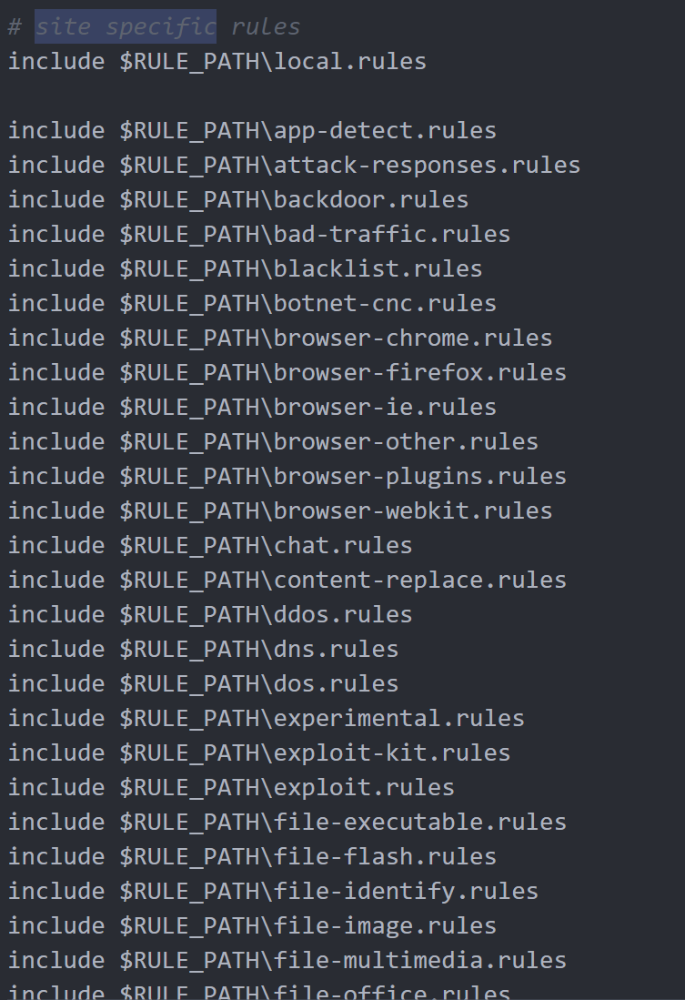 # site specific rules
include $RULE_PATH\local.rules
include $RULE_PATH\app-detect.rules
include $RULE_PATH\attack-responses.rules
include $RULE_PATH\backdoor.rules
include $RULE_PATH\bad-traffic.rules
include $RULE_PATH\blacklist.rules
include $RULE_PATH\botnet-cnc.rules
include $RULE_PATH\browser-chrome.rules
include $RULE_PATH\browser-firefox.rules
include $RULE_PATH\browser-ie.rules
include $RULE_PATH\browser-other.rules
include $RULE_PATH\browser-plugins.rules
include $RULE_PATH\browser-webkit.rules
include $RULE_PATH\chat.rules
include $RULE_PATH\content-replace.rules
include $RULE_PATH\ddos.rules
include $RULE_PATH\dns.rules
include $RULE_PATH\dos.rules
include $RULE_PATH\experimental.rules
include $RULE_PATH\exploit-kit.rules
include $RULE_PATH\exploit.rules
include $RULE_PATH\file-executable.rules
include $RULE_PATH\file-flash.rules
include $RULE_PATH\file-identify.rules
include $RULE_PATH\file-image.rules
include $RULE_PATH\file-multimedia.rules
include $RULE_PATH\file-office.rules